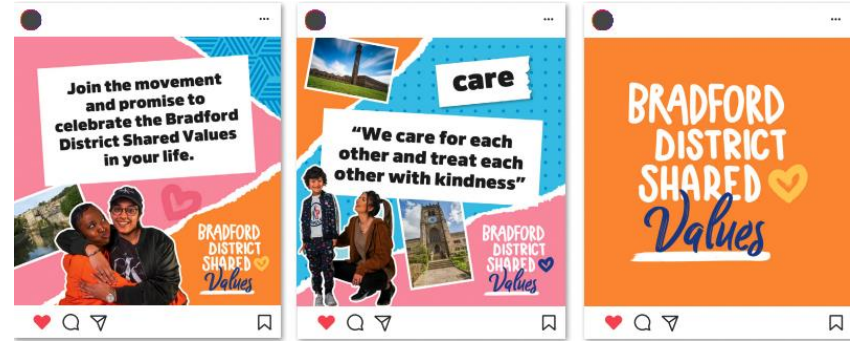 Join the movement
and promise to
celebrate the Bradford
District Shared Values
in your life.
BRADFORD
DISTRICT
SHARED
Values
care
“We care for each
other and treat each
other with kindness”
BRADFORD
DISTRICT
SHARED
Values
BRADFORD
DISTRICT
SHARED
Values